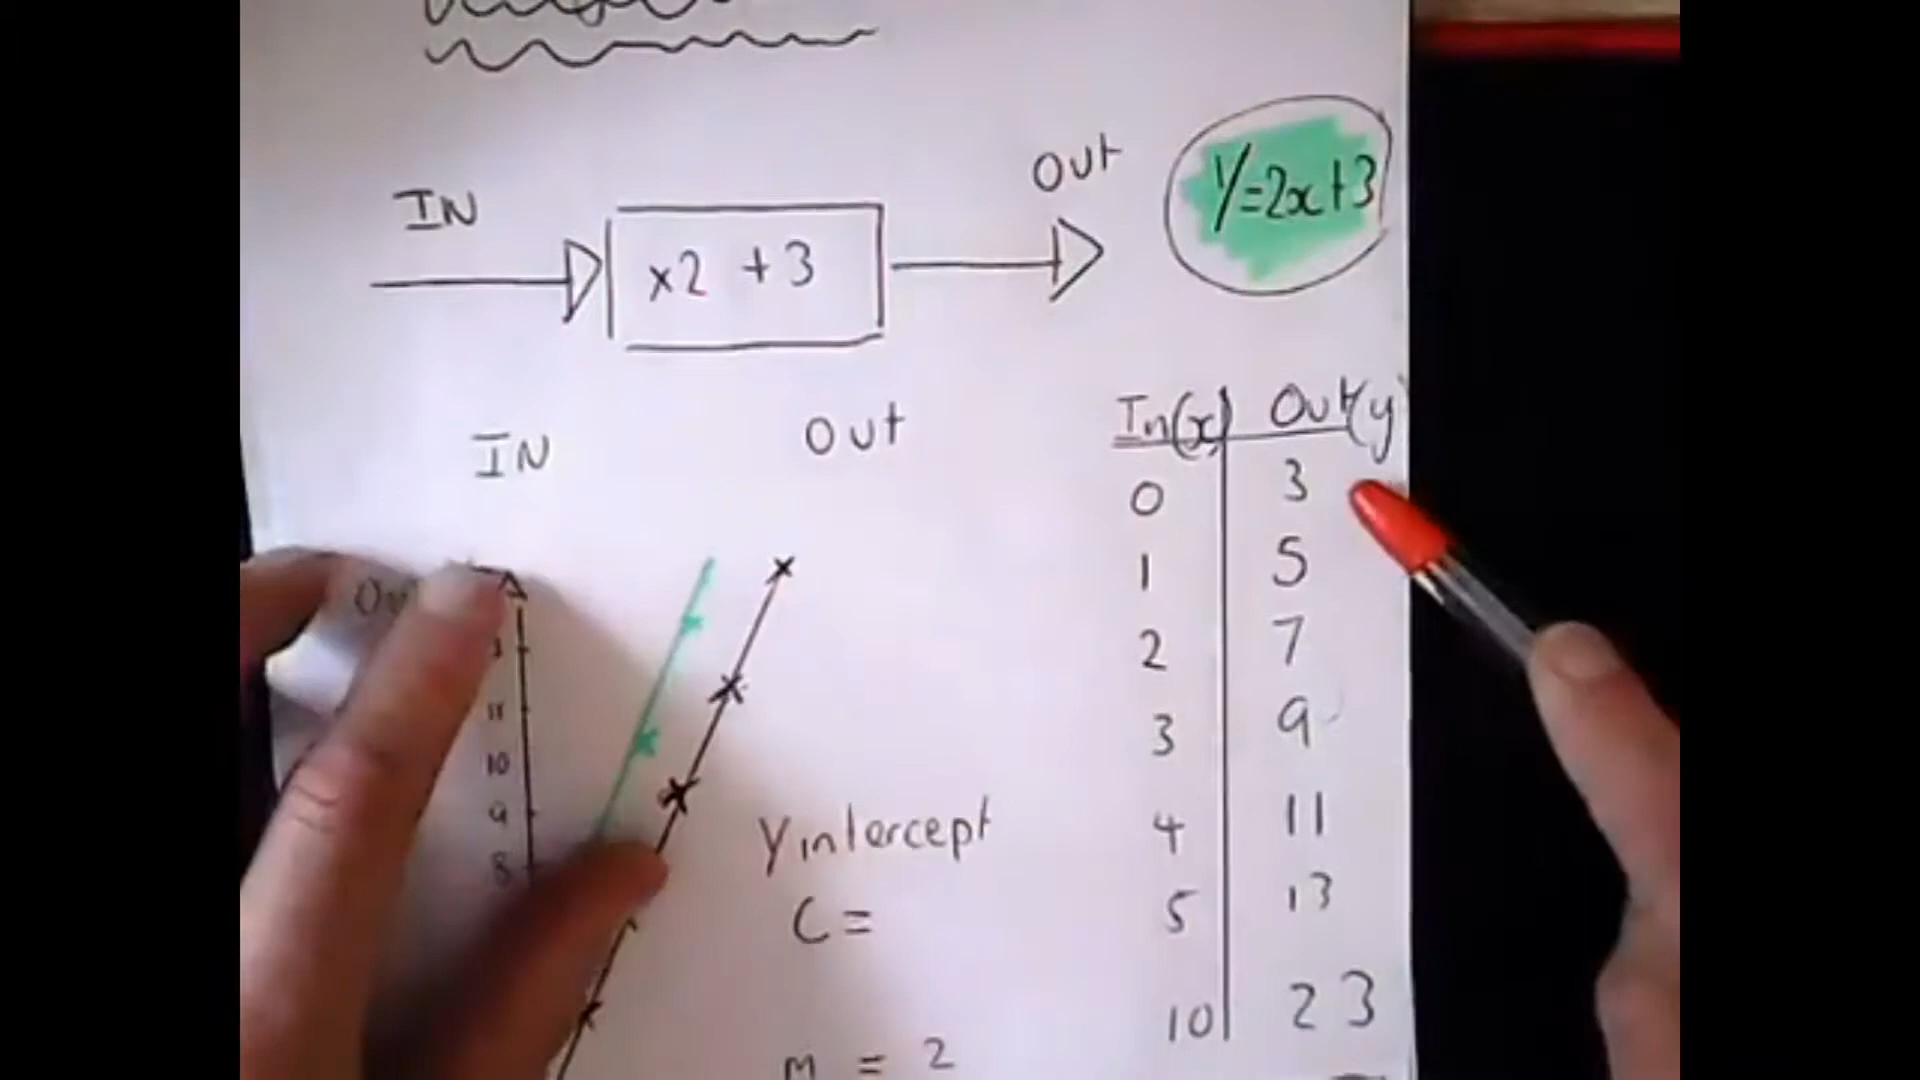 IN
OUT
y=2x+3
x2 +3
IN
OUT
In(x) Out(y
0 3
1 5
2 7
3 9
4 11
5 13
10 23
11
10
9
8
Yintercept
C =
m = 2